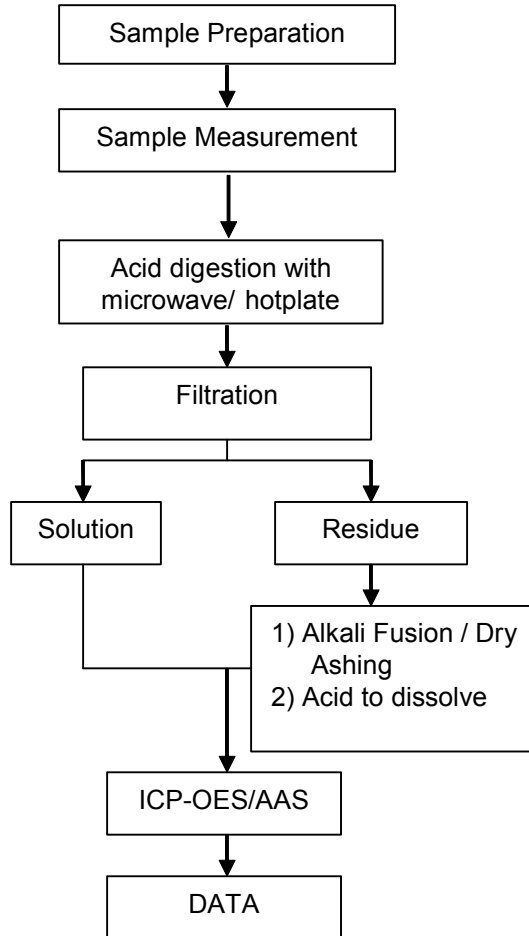 Sample Preparation
Sample Measurement
Acid digestion with
microwave/ hotplate
Filtration
Solution
Residue
1) Alkali Fusion / Dry
Ashing
2) Acid to dissolve
ICP-OES/AAS
DATA